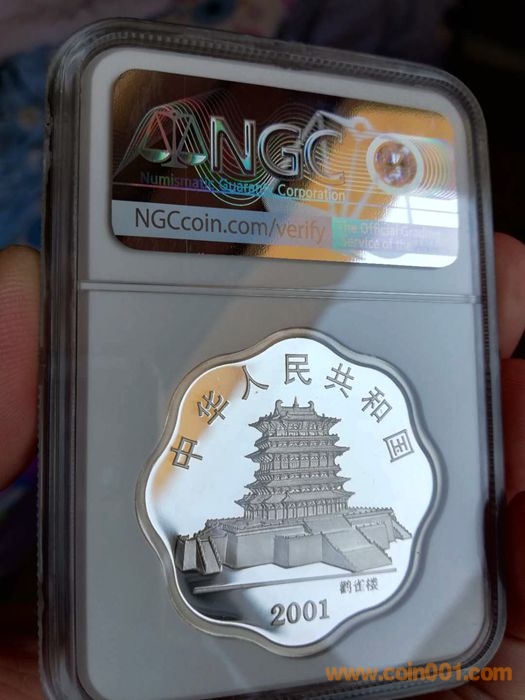 NGC
Numismatic Guaranty Corporation
NGCcoin.com/verify
The Official Grading
Service of the
中华人民共和国
鹳雀楼
2001
www.coin001.com